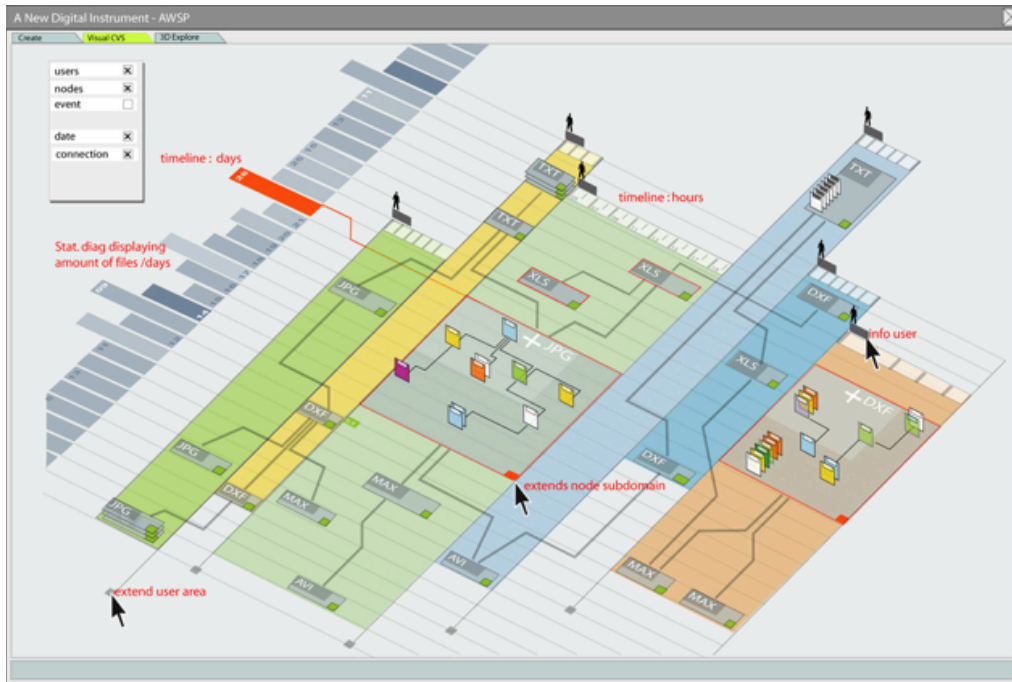 A New Digital Instrument - AWSP
Create
Visual CVS
3D Explore
users
nodes
event
date
connection
timeline : days
26
timeline : hours
Stat. diag displaying
amount of files /days
TXT
TXT
TXT
JPG
XLS
XLS
DXF
info user
+JPG
XLS
+DXF
DXF
JPG
DXF
extends node subdomain
DXF
MAX
MAX
JPG
AVI
MAX
AVI
MAX
extend user area